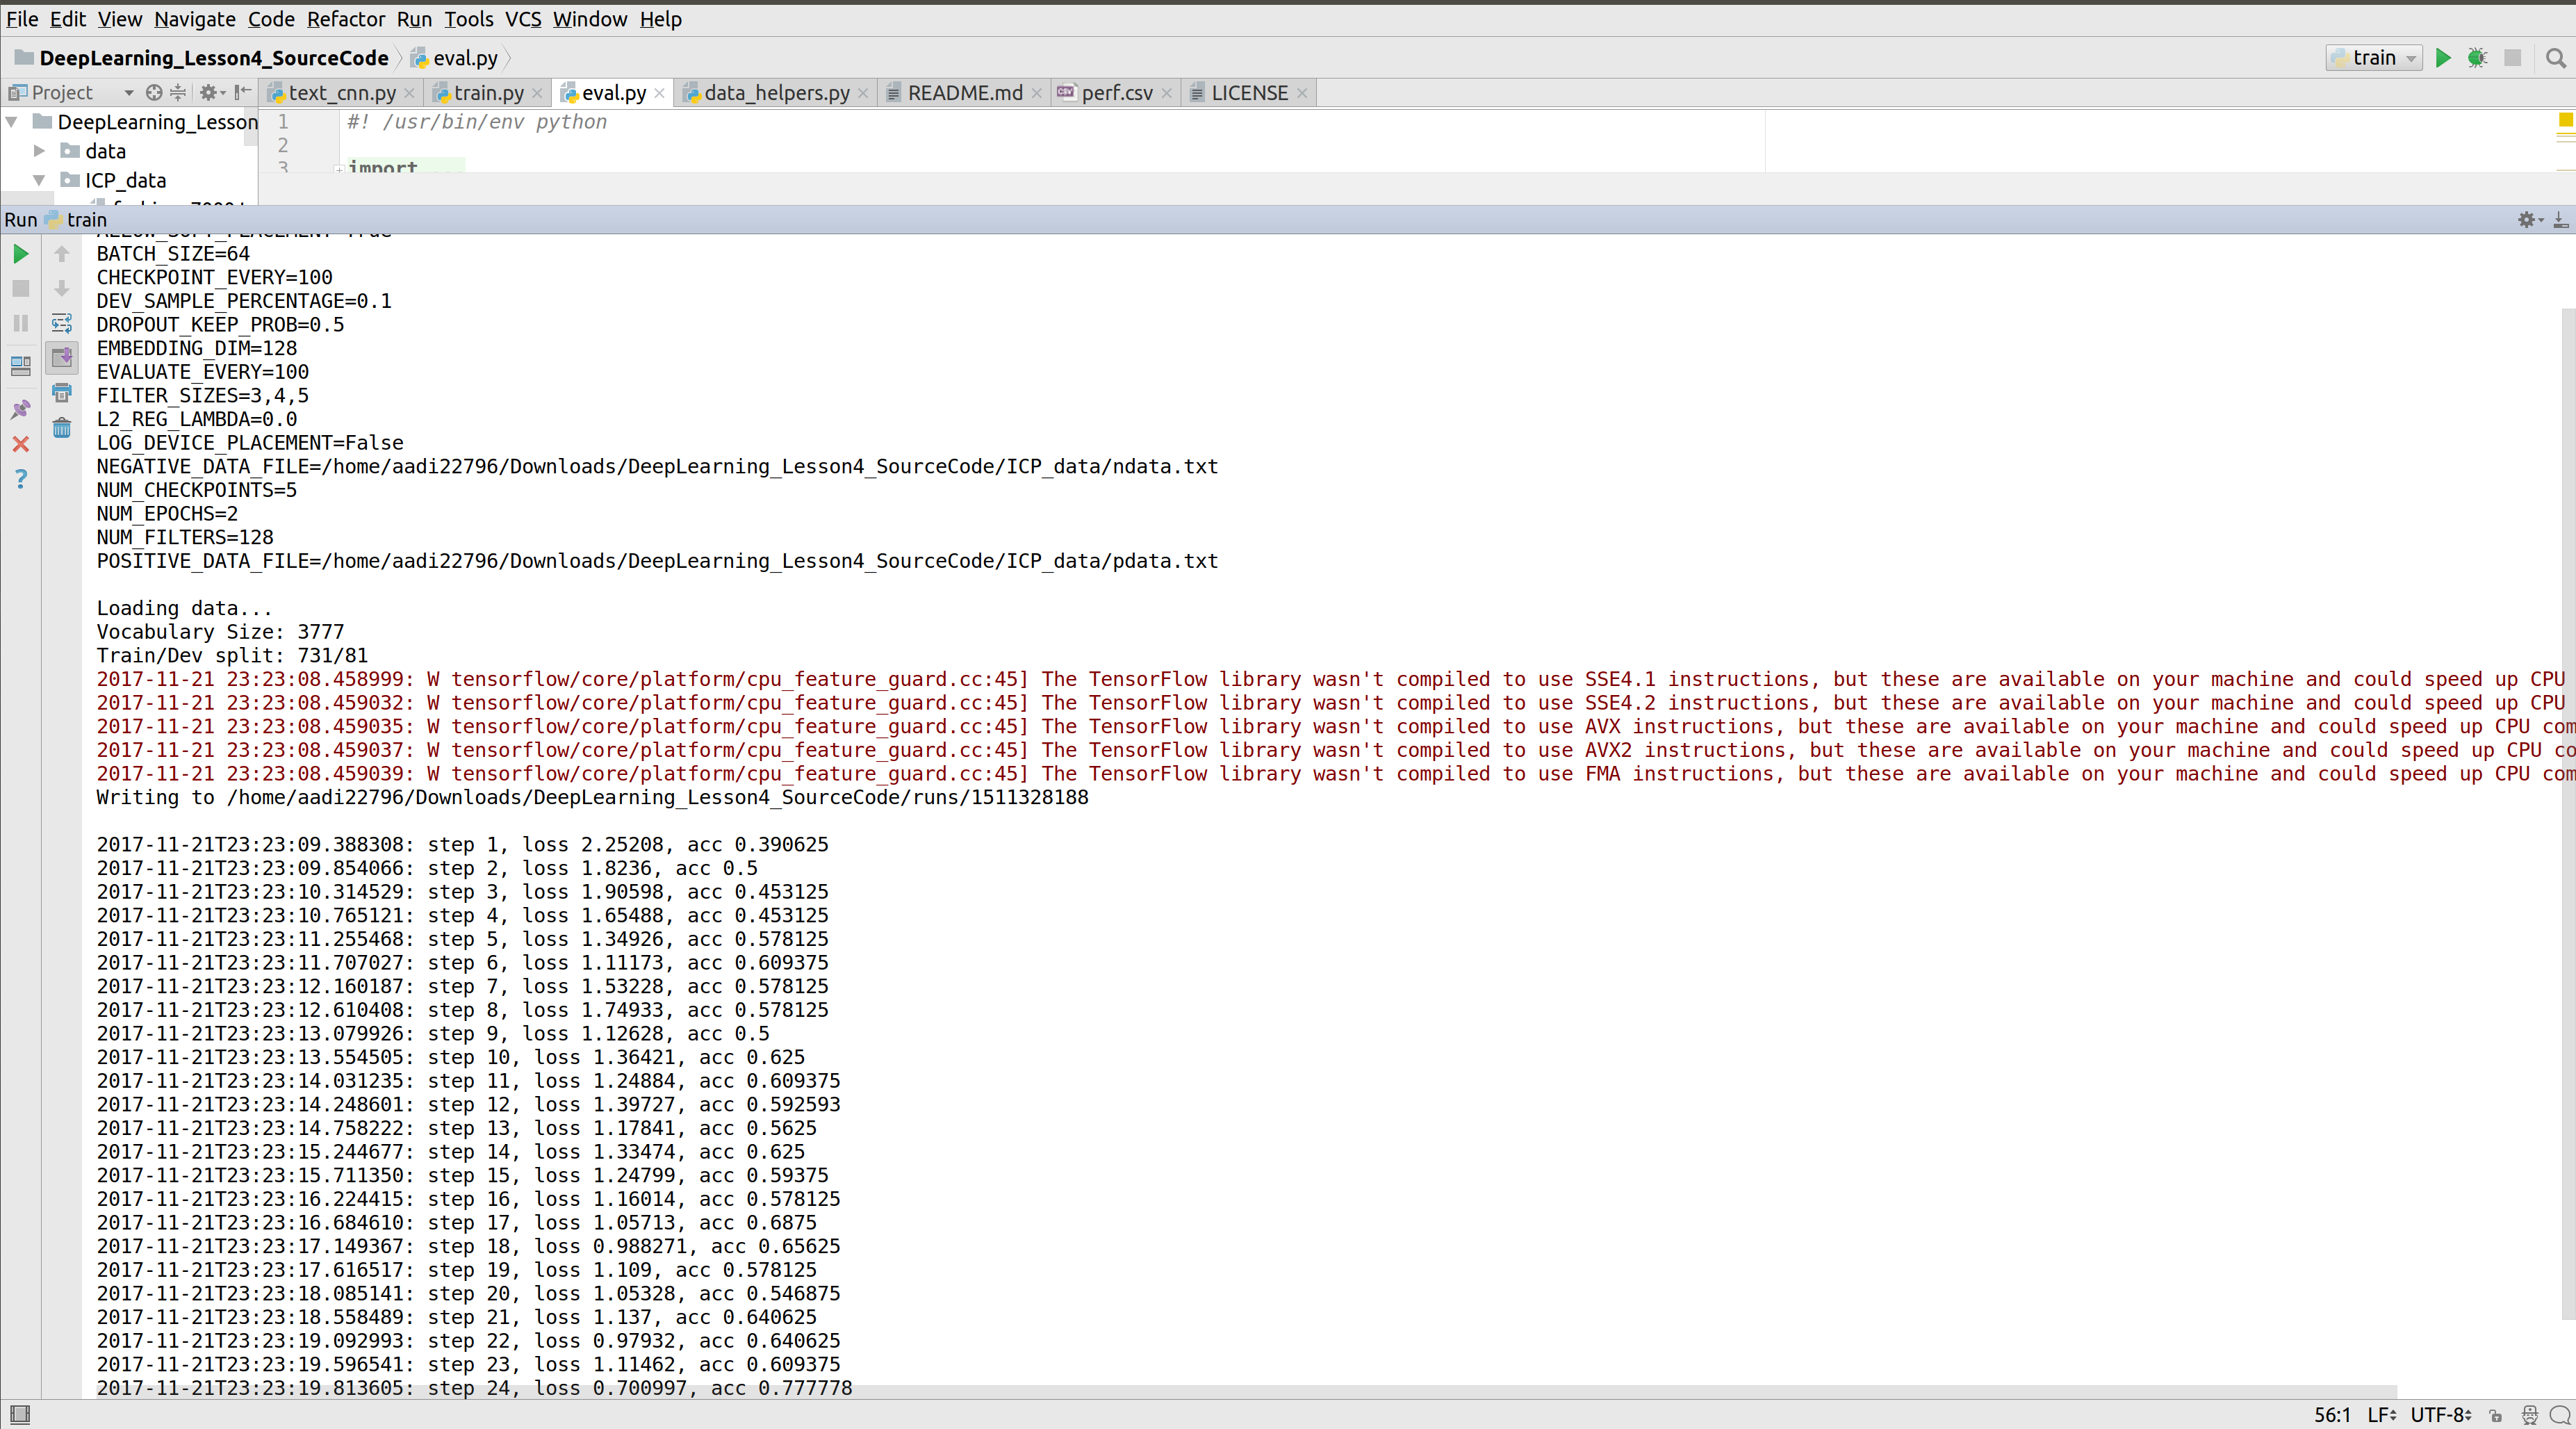 File Edit View Navigate Code Refactor Run Tools VCS Window Help
DeepLearning_Lesson4_SourceCode eval.py train
Project text_cnn.py train.py eval.py data_helpers.py README.md perf.csv LICENSE
DeepLearning_Lesson 1 #! /usr/bin/env python
data 2
ICP_data 3 import ...
Run train
BATCH_SIZE=64
CHECKPOINT_EVERY=100
DEV_SAMPLE_PERCENTAGE=0.1
DROPOUT_KEEP_PROB=0.5
EMBEDDING_DIM=128
EVALUATE_EVERY=100
FILTER_SIZES=3,4,5
L2_REG_LAMBDA=0.0
LOG_DEVICE_PLACEMENT=False
NEGATIVE_DATA_FILE=/home/aadi22796/Downloads/DeepLearning_Lesson4_SourceCode/ICP_data/ndata.txt
NUM_CHECKPOINTS=5
NUM_EPOCHS=2
NUM_FILTERS=128
POSITIVE_DATA_FILE=/home/aadi22796/Downloads/DeepLearning_Lesson4_SourceCode/ICP_data/pdata.txt
Loading data...
Vocabulary Size: 3777
Train/Dev split: 731/81
2017-11-21 23:23:08.458999: W tensorflow/core/platform/cpu_feature_guard.cc:45] The TensorFlow library wasn't compiled to use SSE4.1 instructions, but these are available on your machine and could speed up CPU
2017-11-21 23:23:08.459032: W tensorflow/core/platform/cpu_feature_guard.cc:45] The TensorFlow library wasn't compiled to use SSE4.2 instructions, but these are available on your machine and could speed up CPU
2017-11-21 23:23:08.459035: W tensorflow/core/platform/cpu_feature_guard.cc:45] The TensorFlow library wasn't compiled to use AVX instructions, but these are available on your machine and could speed up CPU com
2017-11-21 23:23:08.459037: W tensorflow/core/platform/cpu_feature_guard.cc:45] The TensorFlow library wasn't compiled to use AVX2 instructions, but these are available on your machine and could speed up CPU co
2017-11-21 23:23:08.459039: W tensorflow/core/platform/cpu_feature_guard.cc:45] The TensorFlow library wasn't compiled to use FMA instructions, but these are available on your machine and could speed up CPU com
Writing to /home/aadi22796/Downloads/DeepLearning_Lesson4_SourceCode/runs/1511328188
2017-11-21T23:23:09.388308: step 1, loss 2.25208, acc 0.390625
2017-11-21T23:23:09.854066: step 2, loss 1.8236, acc 0.5
2017-11-21T23:23:10.314529: step 3, loss 1.90598, acc 0.453125
2017-11-21T23:23:10.765121: step 4, loss 1.65488, acc 0.453125
2017-11-21T23:23:11.255468: step 5, loss 1.34926, acc 0.578125
2017-11-21T23:23:11.707027: step 6, loss 1.11173, acc 0.609375
2017-11-21T23:23:12.160187: step 7, loss 1.53228, acc 0.578125
2017-11-21T23:23:12.610408: step 8, loss 1.74933, acc 0.578125
2017-11-21T23:23:13.079926: step 9, loss 1.12628, acc 0.5
2017-11-21T23:23:13.554505: step 10, loss 1.36421, acc 0.625
2017-11-21T23:23:14.031235: step 11, loss 1.24884, acc 0.609375
2017-11-21T23:23:14.248601: step 12, loss 1.39727, acc 0.592593
2017-11-21T23:23:14.758222: step 13, loss 1.17841, acc 0.5625
2017-11-21T23:23:15.244677: step 14, loss 1.33474, acc 0.625
2017-11-21T23:23:15.711350: step 15, loss 1.24799, acc 0.59375
2017-11-21T23:23:16.224415: step 16, loss 1.16014, acc 0.578125
2017-11-21T23:23:16.684610: step 17, loss 1.05713, acc 0.6875
2017-11-21T23:23:17.149367: step 18, loss 0.988271, acc 0.65625
2017-11-21T23:23:17.616517: step 19, loss 1.109, acc 0.578125
2017-11-21T23:23:18.085141: step 20, loss 1.05328, acc 0.546875
2017-11-21T23:23:18.558489: step 21, loss 1.137, acc 0.640625
2017-11-21T23:23:19.092993: step 22, loss 0.97932, acc 0.640625
2017-11-21T23:23:19.596541: step 23, loss 1.11462, acc 0.609375
2017-11-21T23:23:19.813605: step 24, loss 0.700997, acc 0.777778
56:1 LF UTF-8